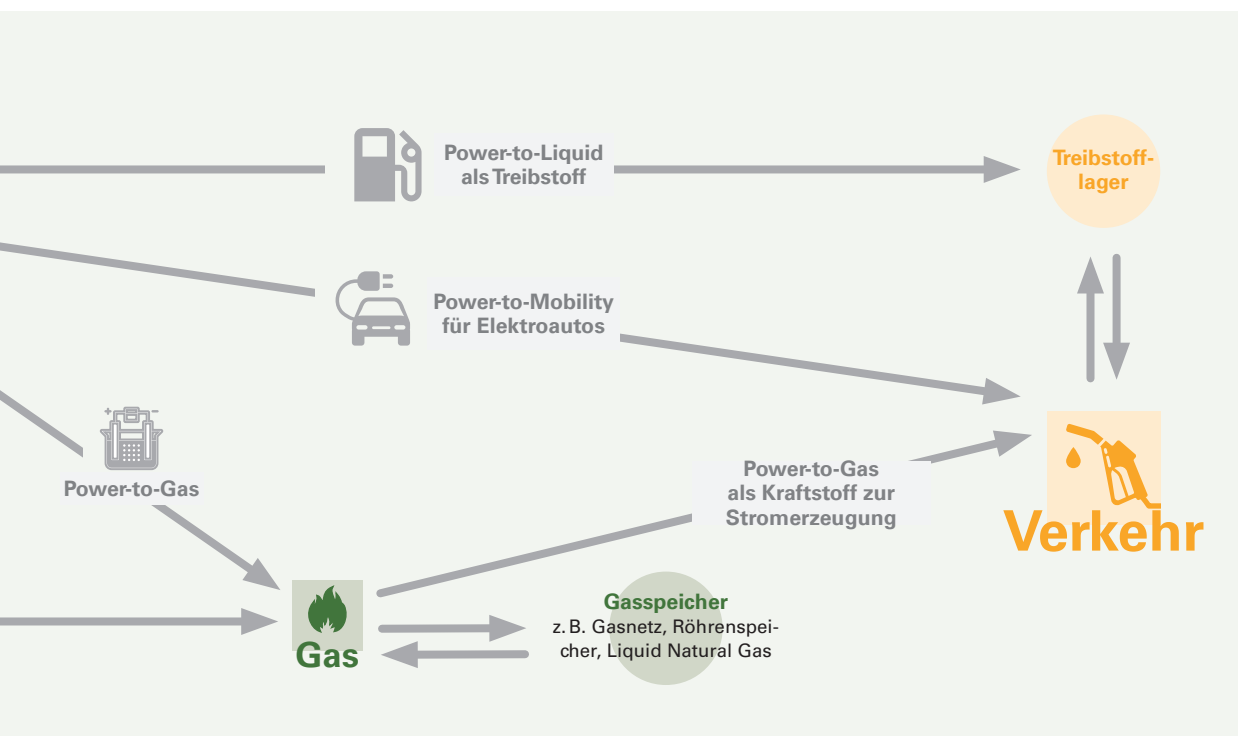 Power-to-Liquid
als Treibstoff
Treibstoff-
lager
Power-to-Mobility
für Elektroautos
+ -
Power-to-Gas
Power-to-Gas
als Kraftstoff zur
Stromerzeugung
Verkehr
Gas
Gasspeicher
z. B. Gasnetz, Röhrenspei-
cher, Liquid Natural Gas